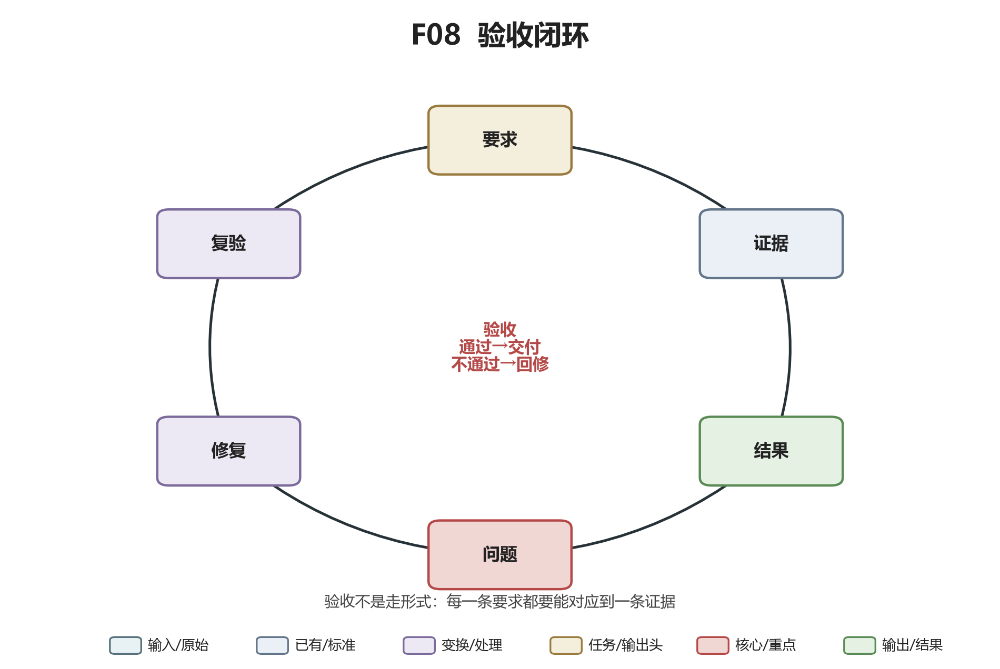 F08 验收闭环
要求
复验
证据
验收
通过→交付
不通过→回修
修复
结果
问题
验收不是走形式：每一条要求都要能对应到一条证据
输入/原始
已有/标准
变换/处理
任务/输出头
核心/重点
输出/结果